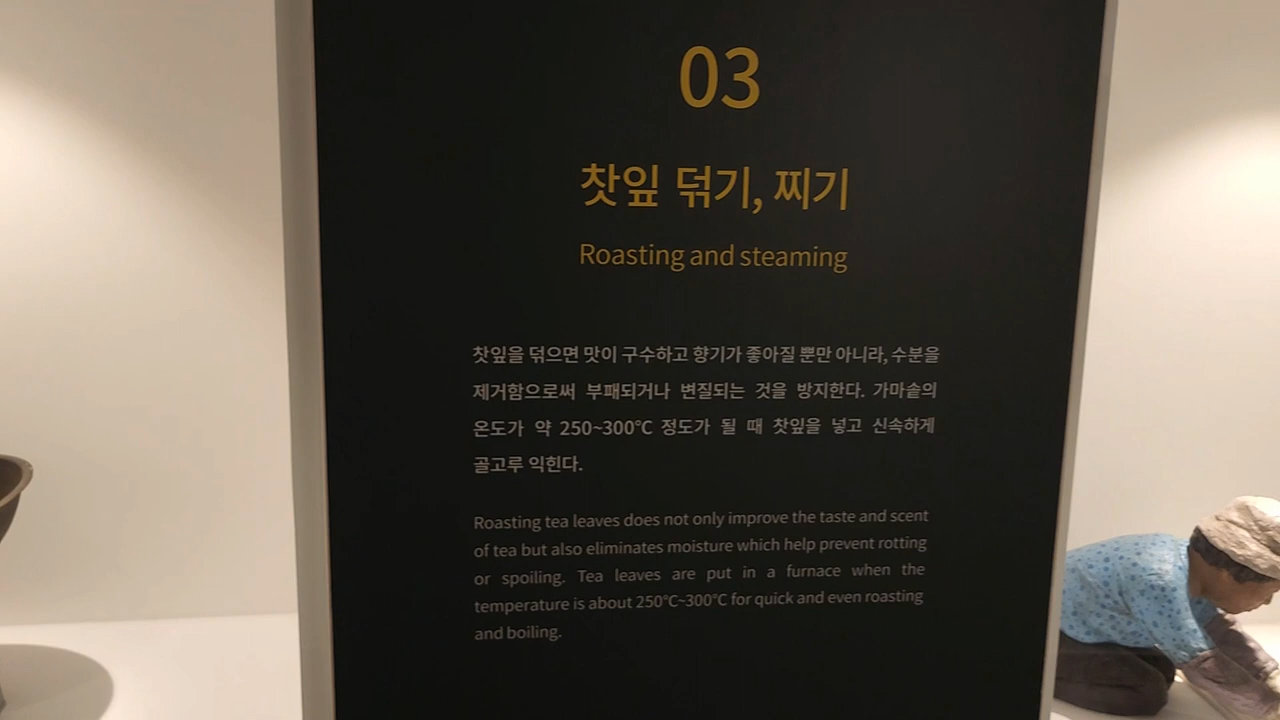 03
찻잎 덖기, 찌기
Roasting and steaming
찻잎을 덖으면 맛이 구수하고 향기가 좋아질 뿐만 아니라, 수분을
제거함으로써 부패되거나 변질되는 것을 방지한다. 가마솥의
온도가 약 250~300℃ 정도가 될 때 찻잎을 넣고 신속하게
골고루 익힌다.
Roasting tea leaves does not only improve the taste and scent
of tea but also eliminates moisture which help prevent rotting
or spoiling. Tea leaves are put in a furnace when the
temperature is about 250℃~300℃ for quick and even roasting
and boiling.